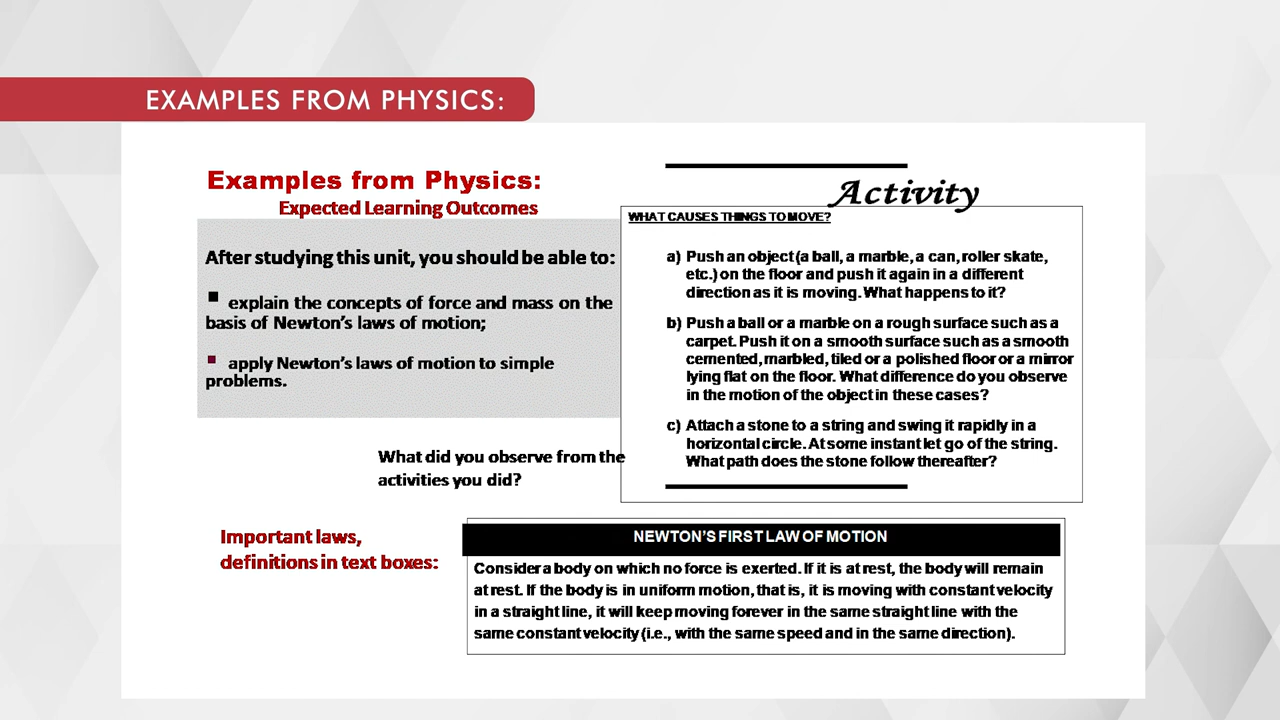 EXAMPLES FROM PHYSICS:
Examples from Physics:
Expected Learning Outcomes
After studying this unit, you should be able to:
▪ explain the concepts of force and mass on the
basis of Newton's laws of motion;
▪ apply Newton's laws of motion to simple
problems.
What did you observe from the
activities you did?
Activity
WHAT CAUSES THINGS TO MOVE?
a) Push an object (a ball, a marble, a can, roller skate,
etc.) on the floor and push it again in a different
direction as it is moving. What happens to it?
b) Push a ball or a marble on a rough surface such as a
carpet. Push it on a smooth surface such as a smooth
cemented, marbled, tiled or a polished floor or a mirror
lying flat on the floor. What difference do you observe
in the motion of the object in these cases?
c) Attach a stone to a string and swing it rapidly in a
horizontal circle. At some instant let go of the string.
What path does the stone follow thereafter?
Important laws,
definitions in text boxes:
NEWTON'S FIRST LAW OF MOTION
Consider a body on which no force is exerted. If it is at rest, the body will remain
at rest. If the body is in uniform motion, that is, it is moving with constant velocity
in a straight line, it will keep moving forever in the same straight line with the
same constant velocity (i.e., with the same speed and in the same direction).